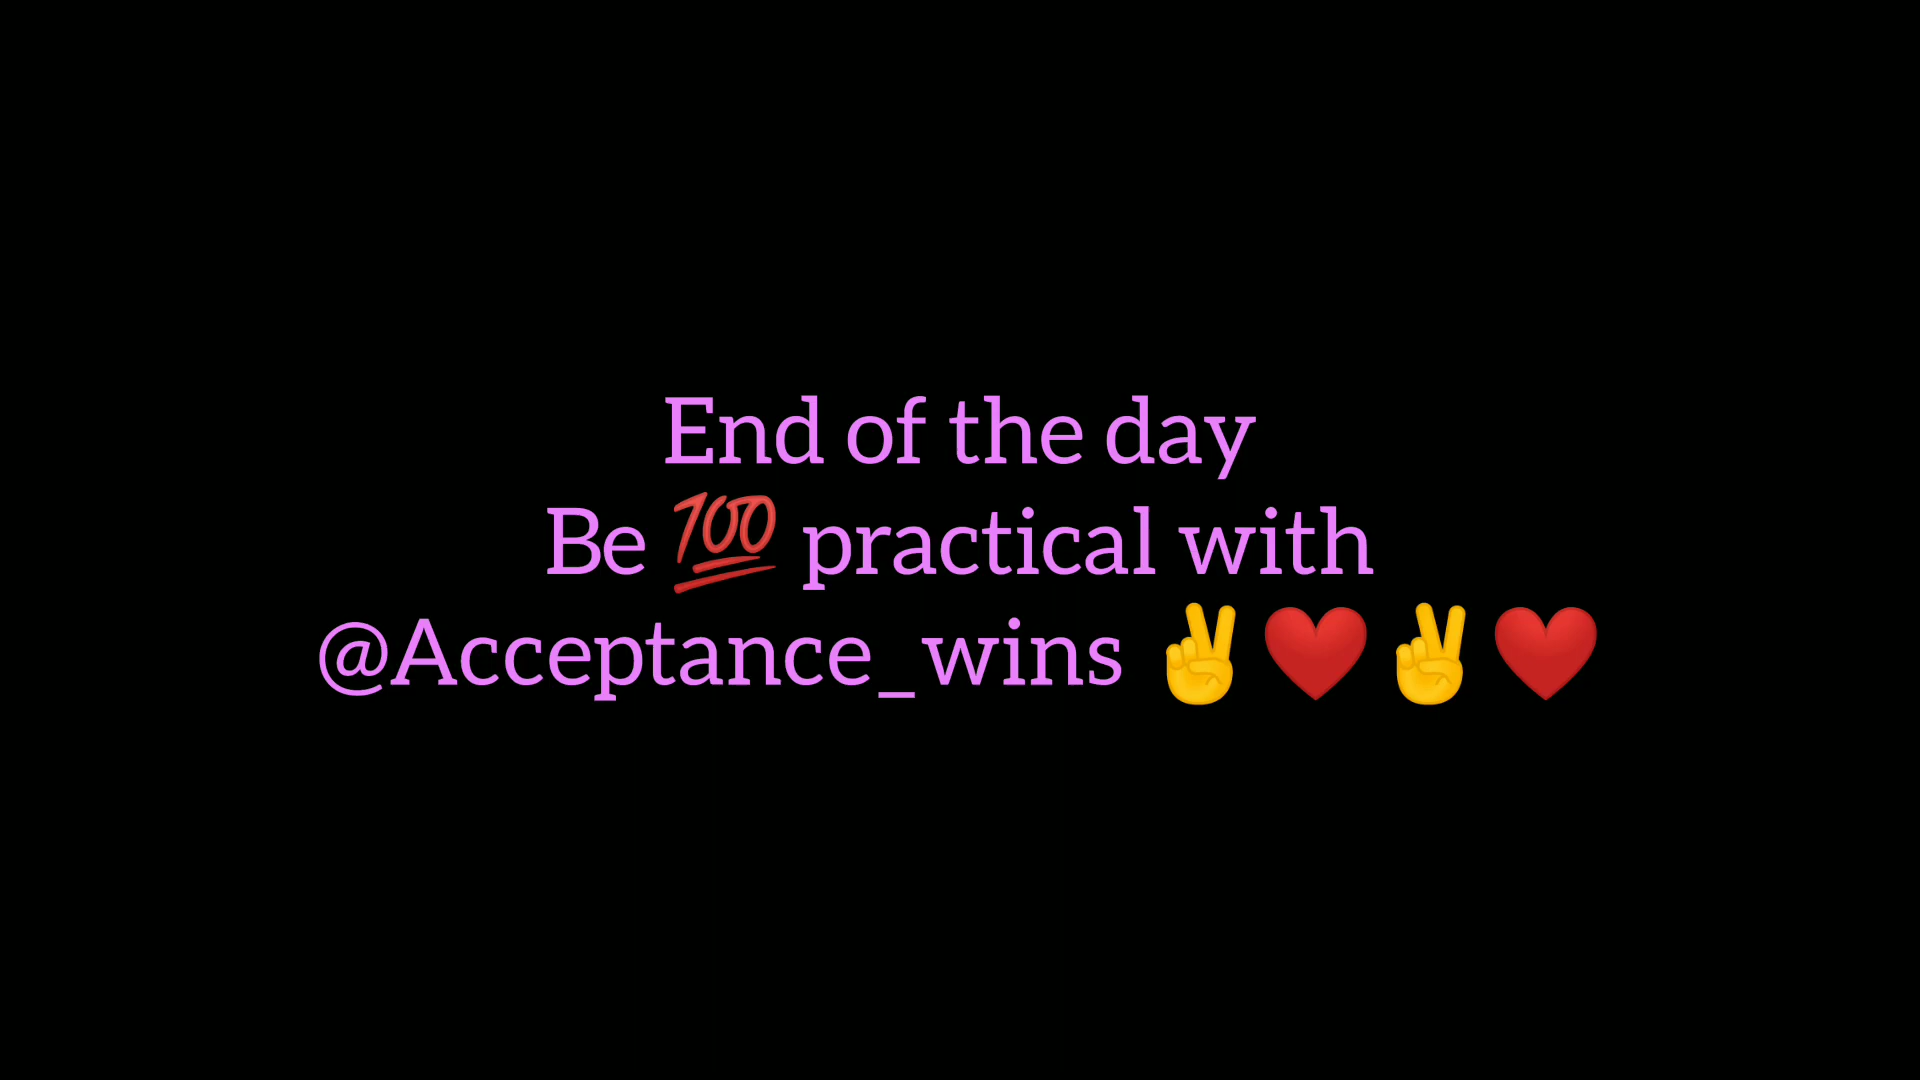 End of the day
Be 💯 practical with
@Acceptance_wins ✌️❤️✌️❤️